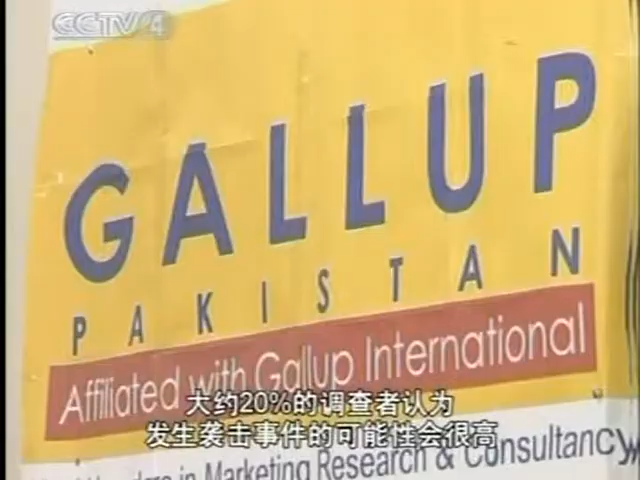 CCTV 4
GALLUP
PAKISTAN
Affiliated with Gallup International
大约20%的调查者认为
发生袭击事件的可能性会很高
in Marketing Research & Consultancy